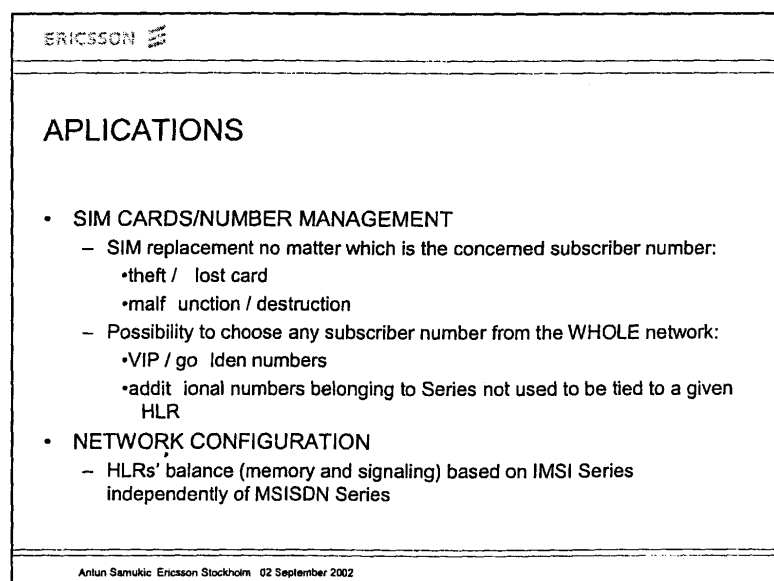 ERICSSON
APLICATIONS
• SIM CARDS/NUMBER MANAGEMENT
– SIM replacement no matter which is the concerned subscriber number:
•theft / lost card
•malf unction / destruction
– Possibility to choose any subscriber number from the WHOLE network:
•VIP / go lden numbers
•addit ional numbers belonging to Series not used to be tied to a given
HLR
• NETWORK CONFIGURATION
– HLRs' balance (memory and signaling) based on IMSI Series
independently of MSISDN Series
Antun Samukic Ericsson Stockholm 02 September 2002